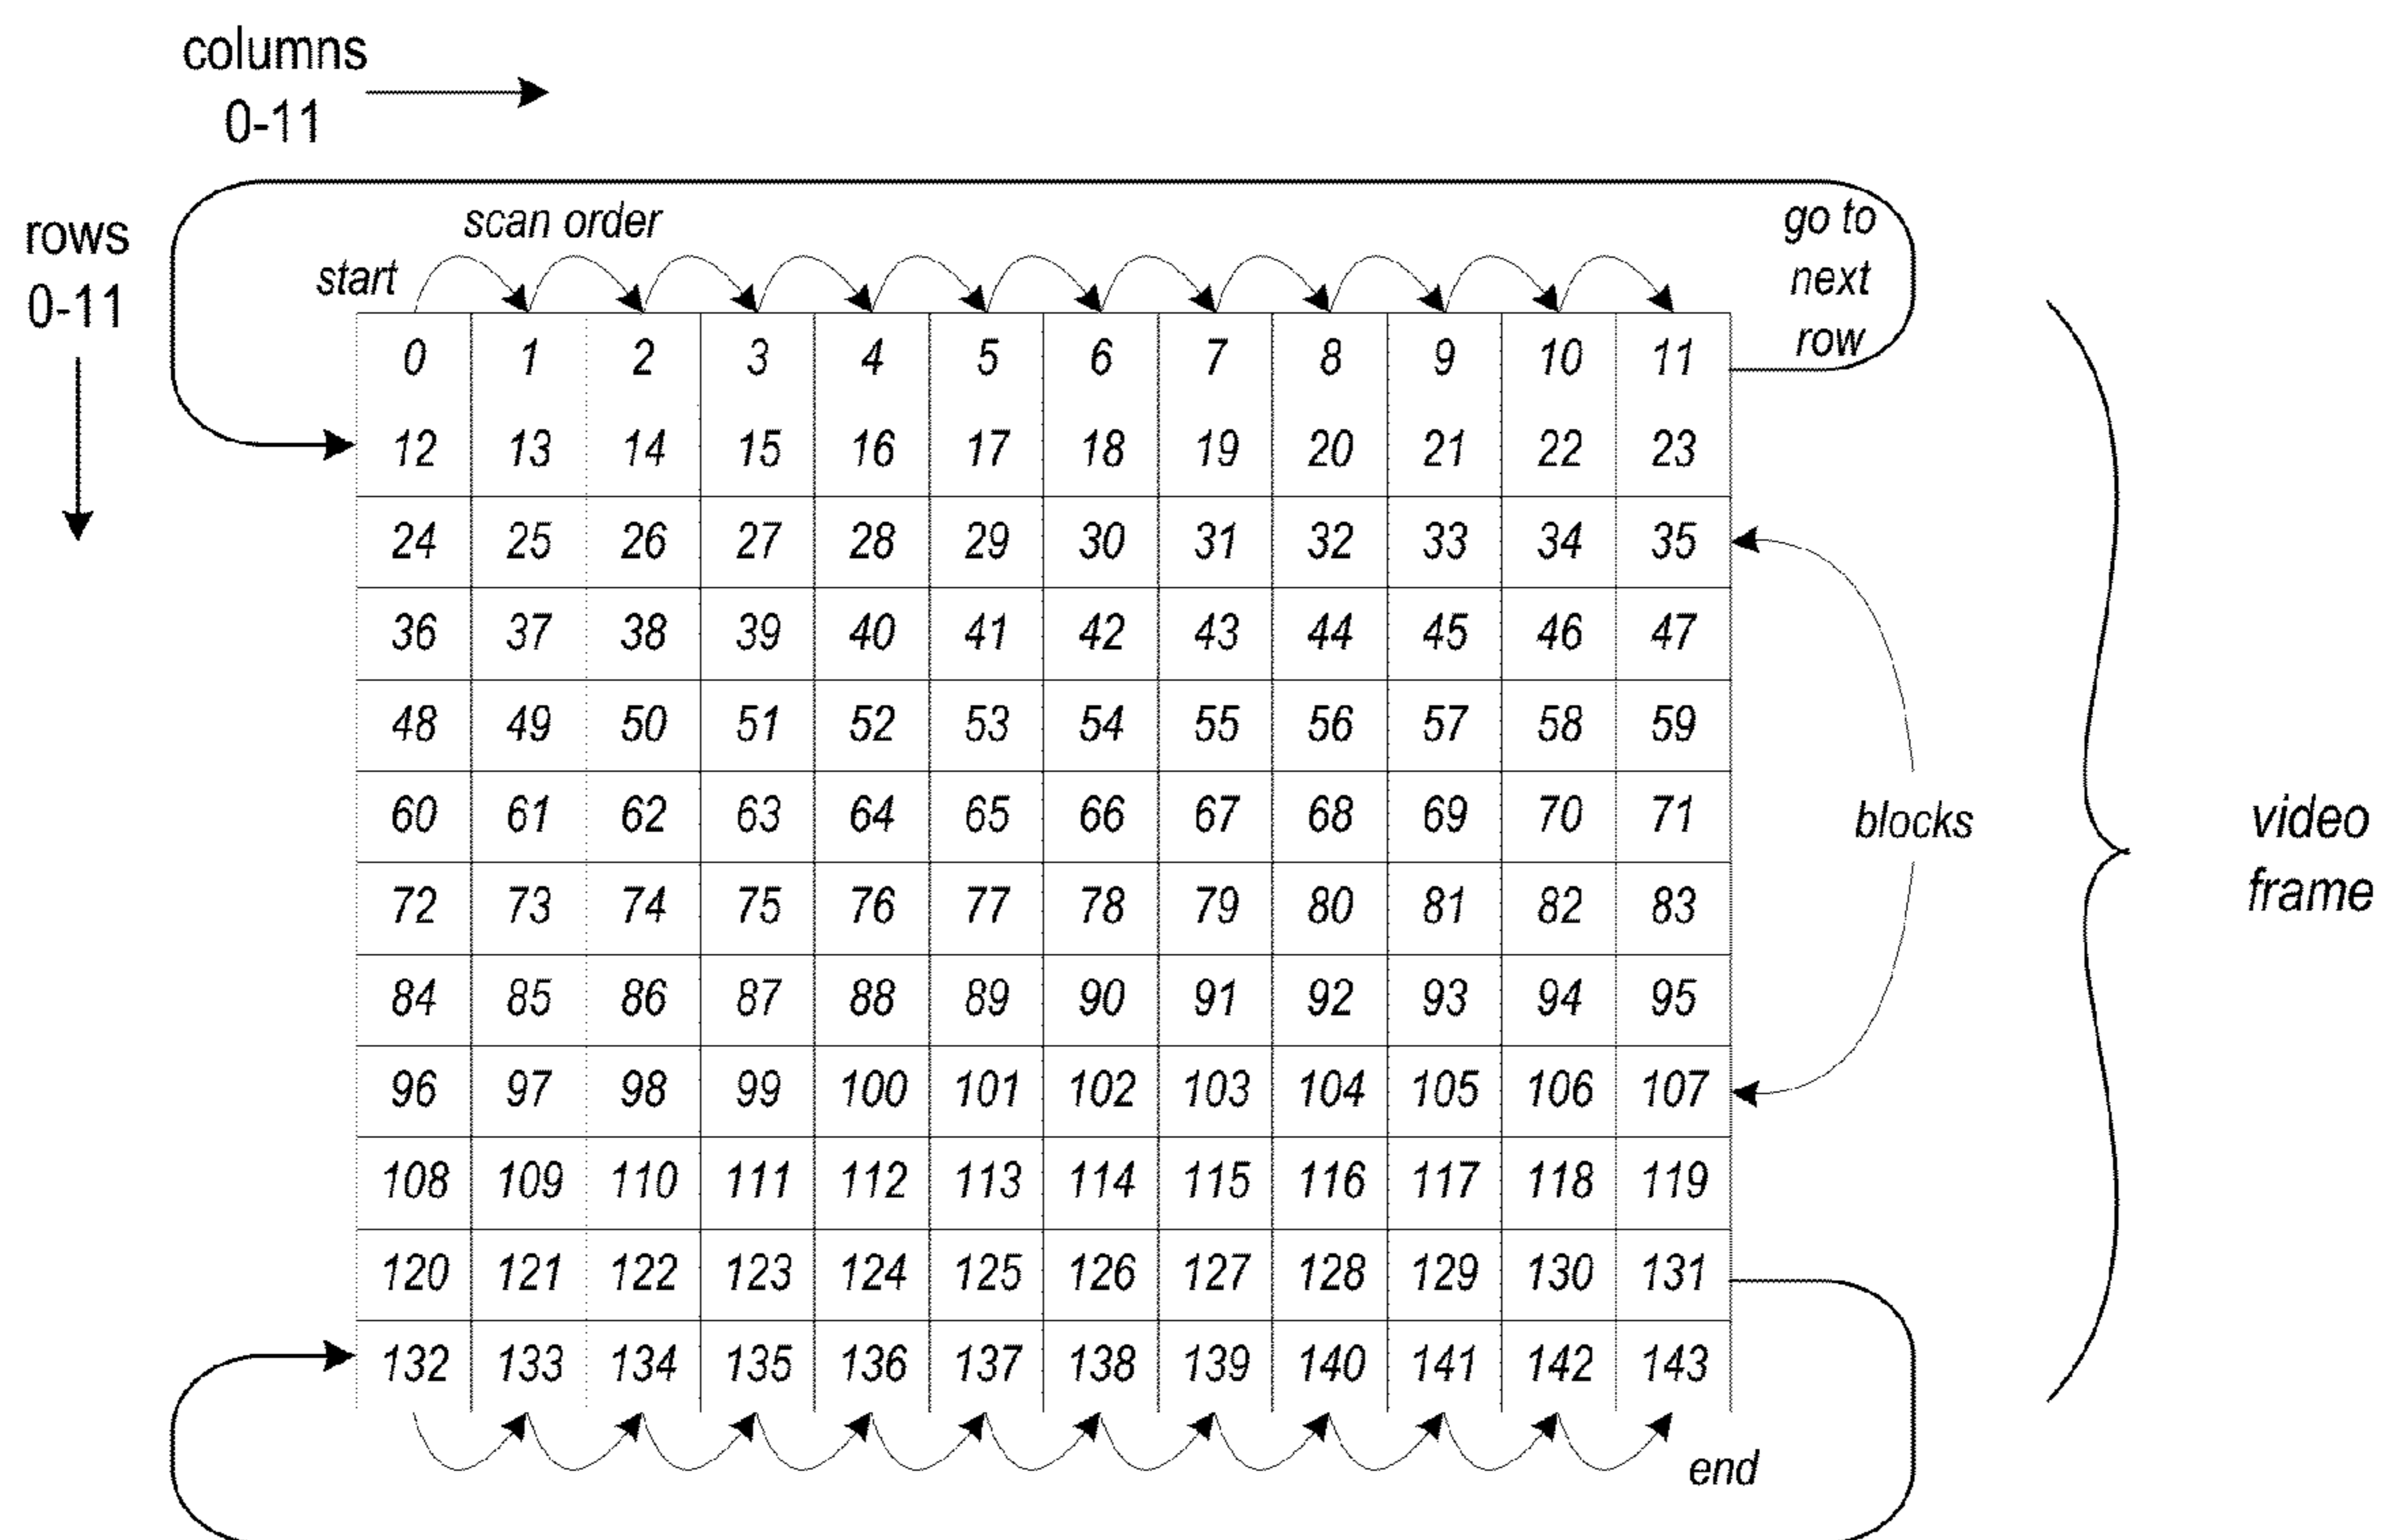 columns
0-11
rows
0-11
scan order
start
go to
next
row
0 1 2 3 4 5 6 7 8 9 10 11
12 13 14 15 16 17 18 19 20 21 22 23
24 25 26 27 28 29 30 31 32 33 34 35
36 37 38 39 40 41 42 43 44 45 46 47
48 49 50 51 52 53 54 55 56 57 58 59
60 61 62 63 64 65 66 67 68 69 70 71
72 73 74 75 76 77 78 79 80 81 82 83
84 85 86 87 88 89 90 91 92 93 94 95
96 97 98 99 100 101 102 103 104 105 106 107
108 109 110 111 112 113 114 115 116 117 118 119
120 121 122 123 124 125 126 127 128 129 130 131
132 133 134 135 136 137 138 139 140 141 142 143
blocks
video
frame
end